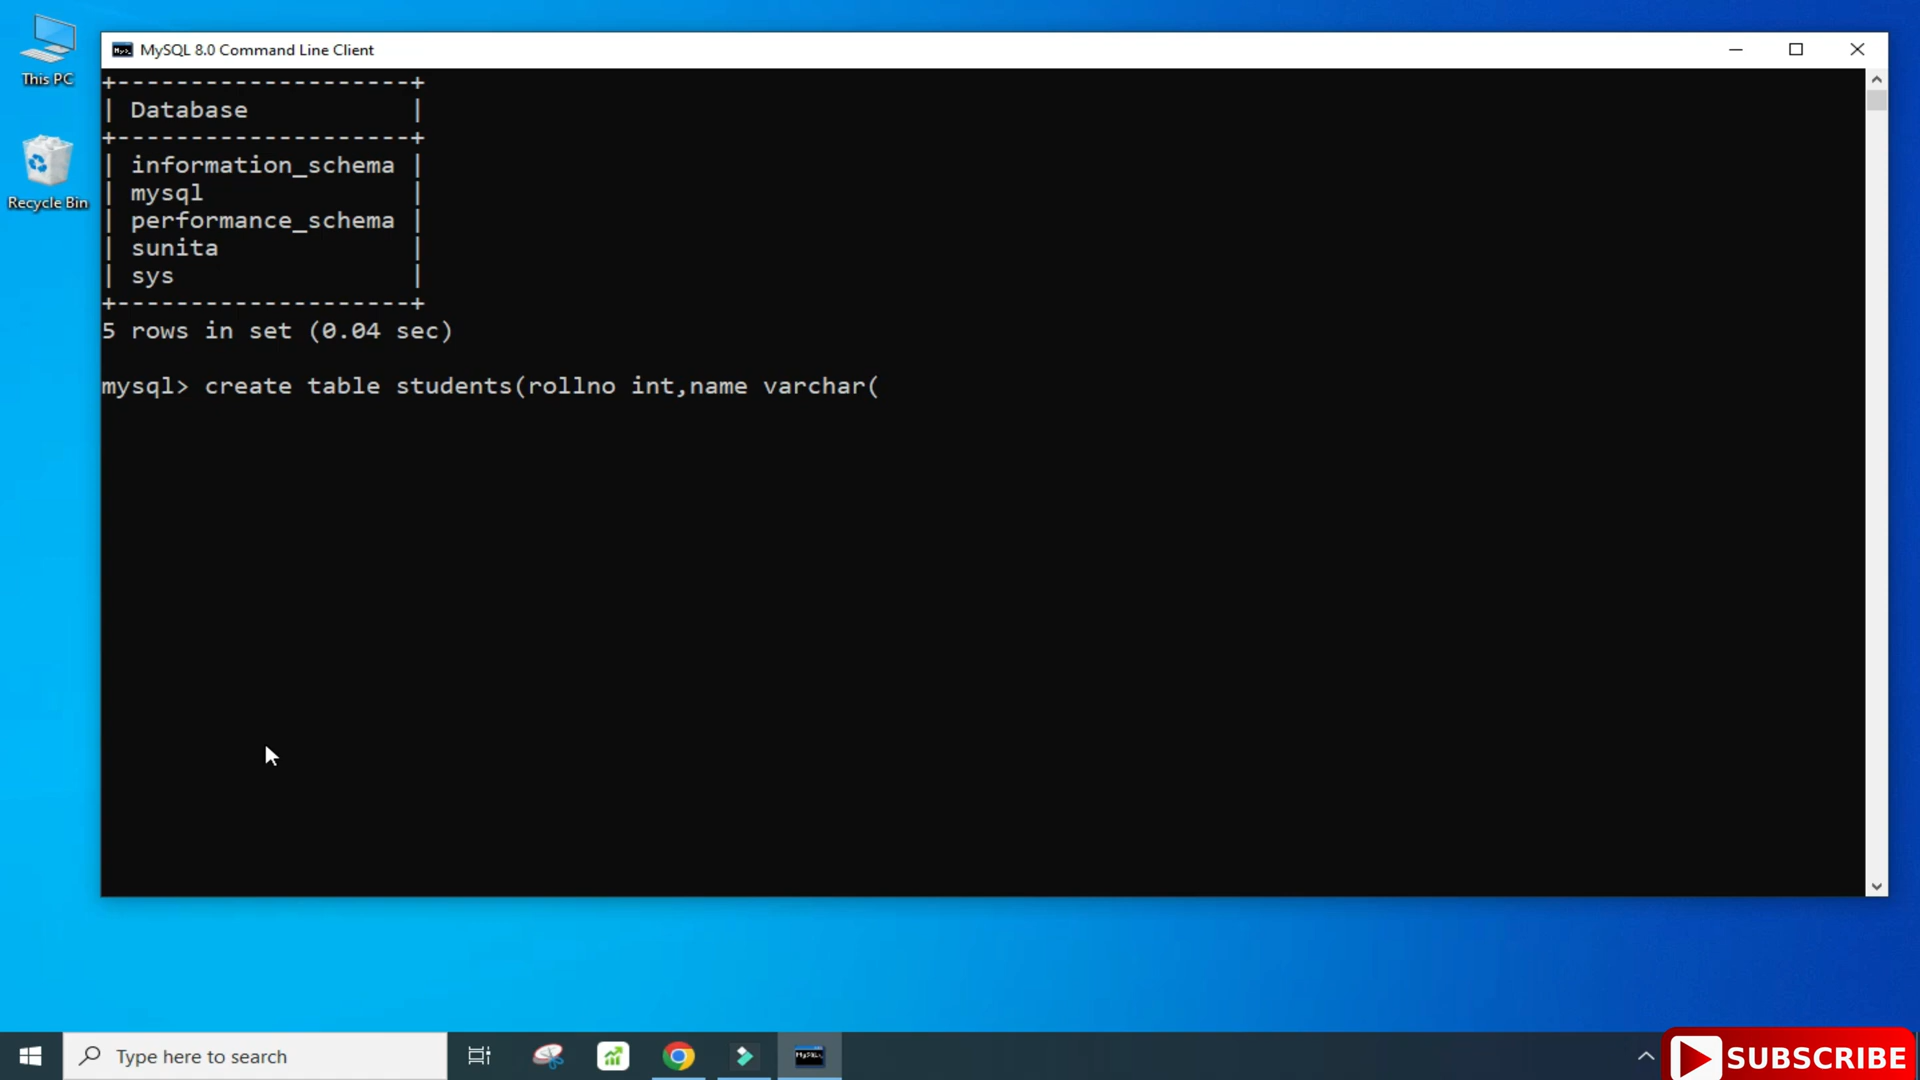 This PC
Recycle Bin
MySQL 8.0 Command Line Client
+--------------------+
| Database           |
+--------------------+
| information_schema |
| mysql              |
| performance_schema |
| sunita             |
| sys                |
+--------------------+
5 rows in set (0.04 sec)
mysql> create table students(rollno int,name varchar(
Type here to search
SUBSCRIBE